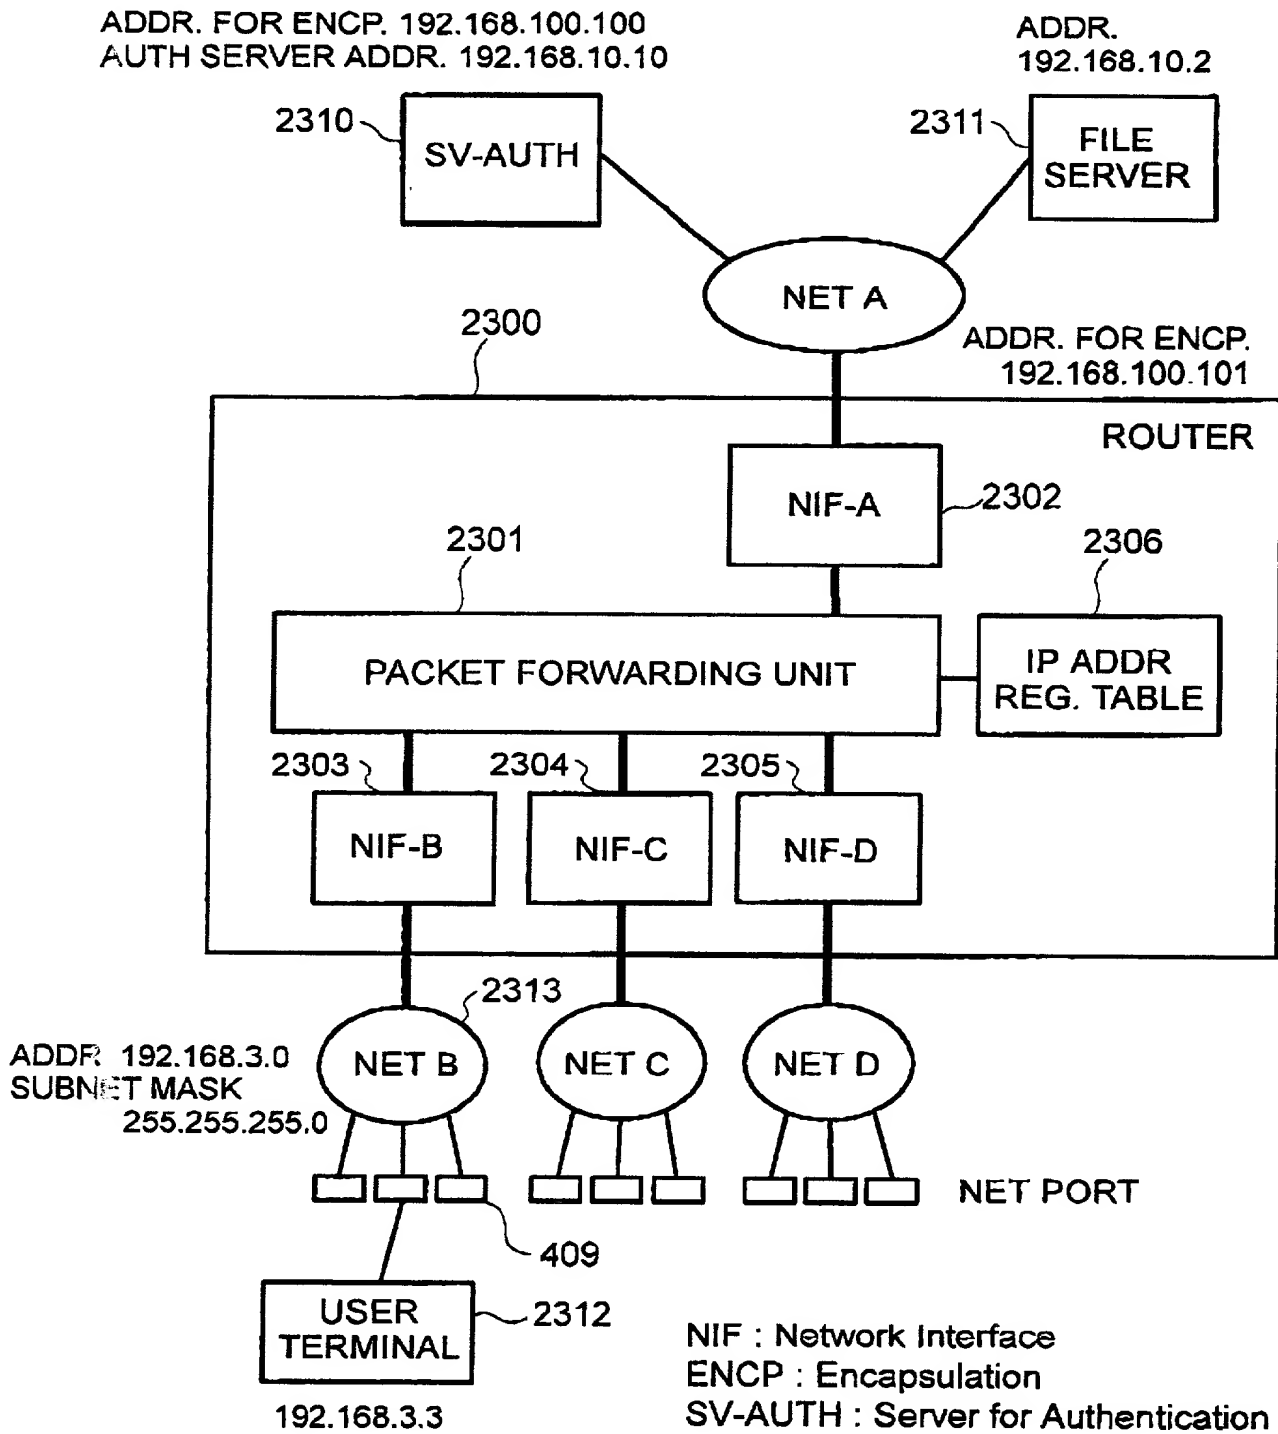 ADDR. FOR ENCP. 192.168.100.100
AUTH SERVER ADDR. 192.168.10.10
ADDR.
192.168.10.2
2310
SV-AUTH
2311
FILE
SERVER
NET A
2300
ADDR. FOR ENCP.
192.168.100.101
ROUTER
NIF-A
2302
2301
2306
PACKET FORWARDING UNIT
IP ADDR
REG. TABLE
2303
2304
2305
NIF-B
NIF-C
NIF-D
2313
ADDR 192.168.3.0
SUBNET MASK
255.255.255.0
NET B
NET C
NET D
NET PORT
409
USER
TERMINAL
2312
192.168.3.3
NIF : Network Interface
ENCP : Encapsulation
SV-AUTH : Server for Authentication